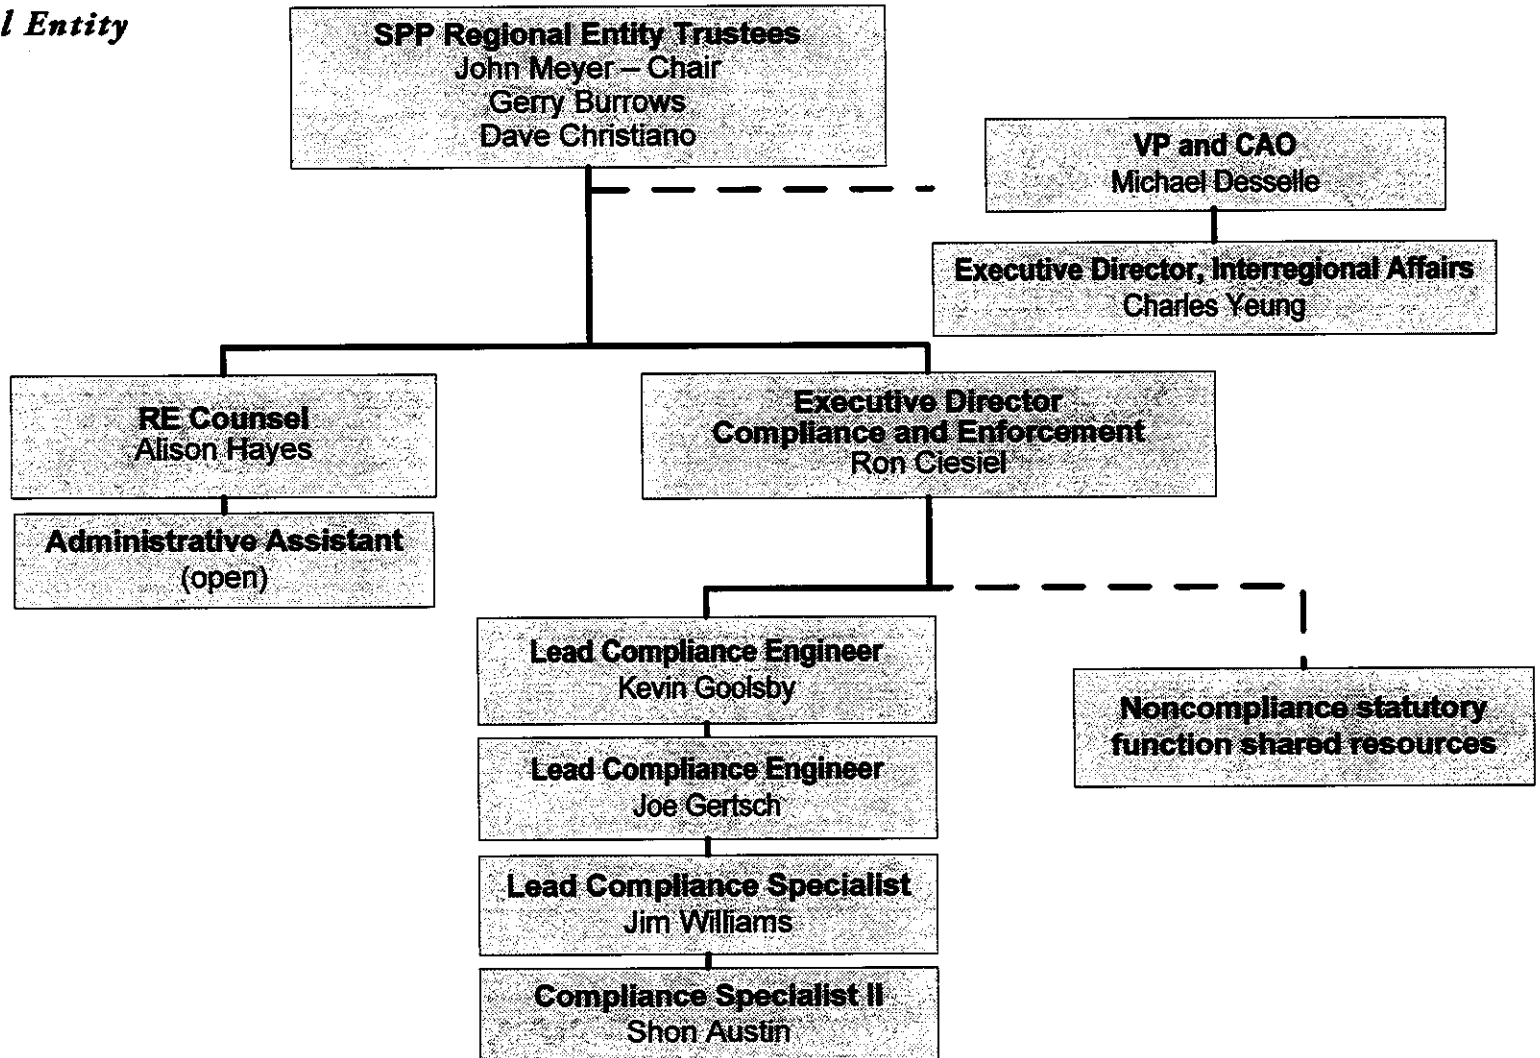 l Entity
SPP Regional Entity Trustees
John Meyer – Chair
Gerry Burrows
Dave Christiano
VP and CAO
Michael Desselle
Executive Director, Interregional Affairs
Charles Yeung
RE Counsel
Alison Hayes
Administrative Assistant
(open)
Executive Director
Compliance and Enforcement
Ron Ciesiel
Lead Compliance Engineer
Kevin Goolsby
Lead Compliance Engineer
Joe Gertsch
Lead Compliance Specialist
Jim Williams
Compliance Specialist II
Shon Austin
Noncompliance statutory
function shared resources